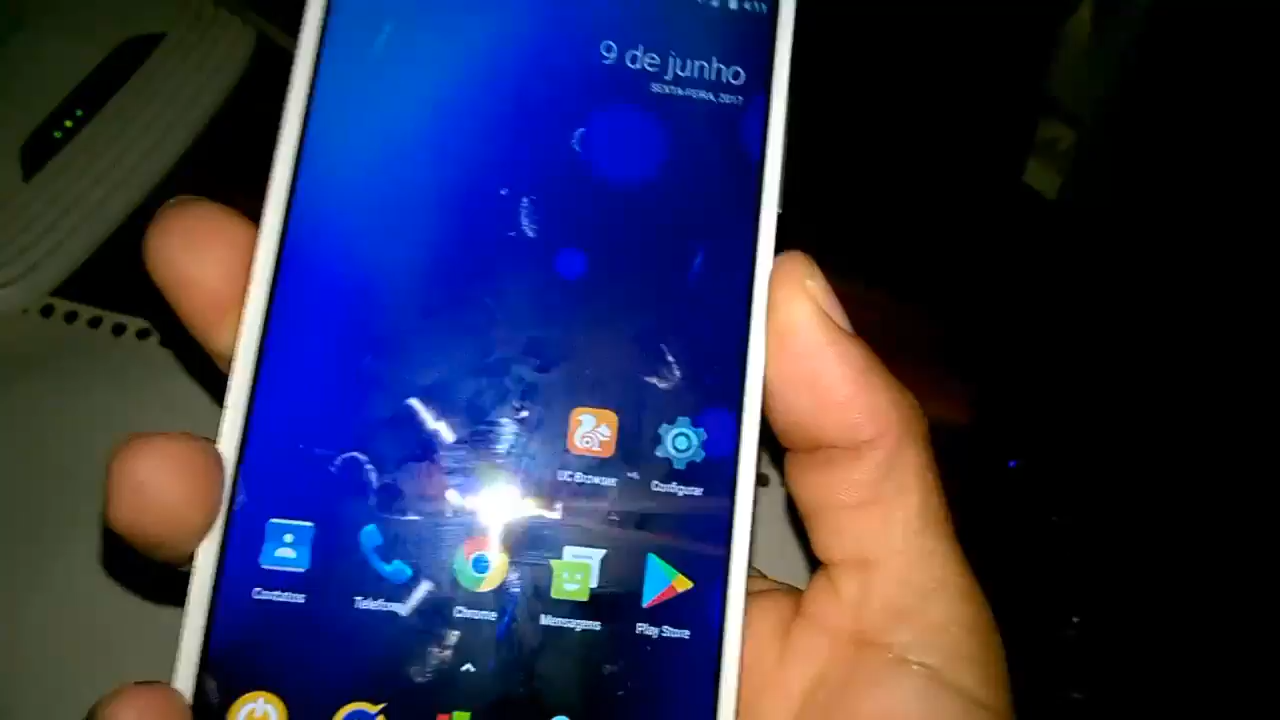 9 de junho
SEXTA-FEIRA, 2017
UC Browser
Configurar
Contatos
Telefone
Chrome
Mensagens
Play Store